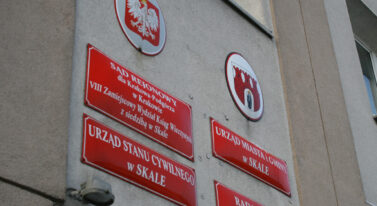 SĄD REJONOWY
dla Krakowa-Podgórza
w Krakowie
VIII Zamiejscowy Wydział Ksiąg Wieczystych
z siedzibą w Skale
URZĄD STANU CYWILNEGO
w SKALE
URZĄD MIASTA I GMINY
w SKALE